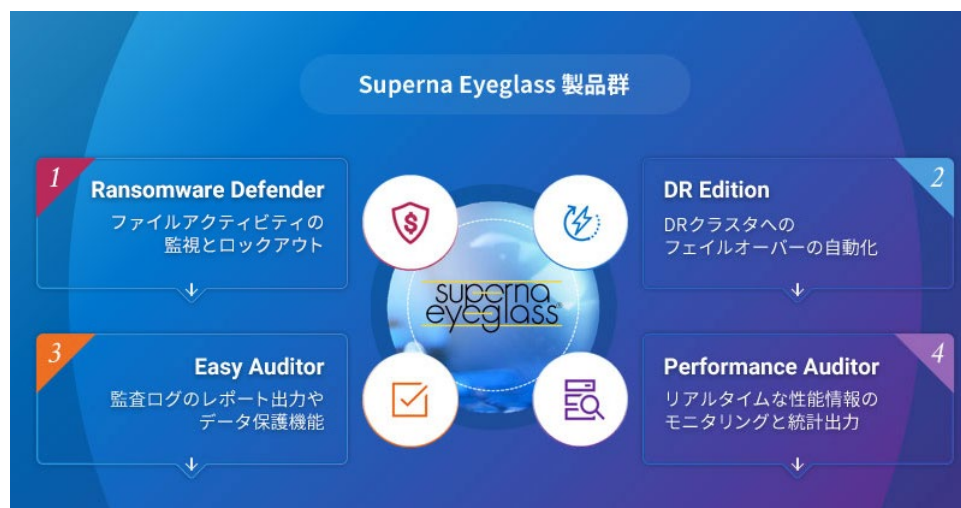 Superna Eyeglass 製品群
1
Ransomware Defender
ファイルアクティビティの
監視とロックアウト
2
DR Edition
DRクラスタへの
フェイルオーバーの自動化
superna
eyeglass
3
Easy Auditor
監査ログのレポート出力や
データ保護機能
4
Performance Auditor
リアルタイムな性能情報の
モニタリングと統計出力